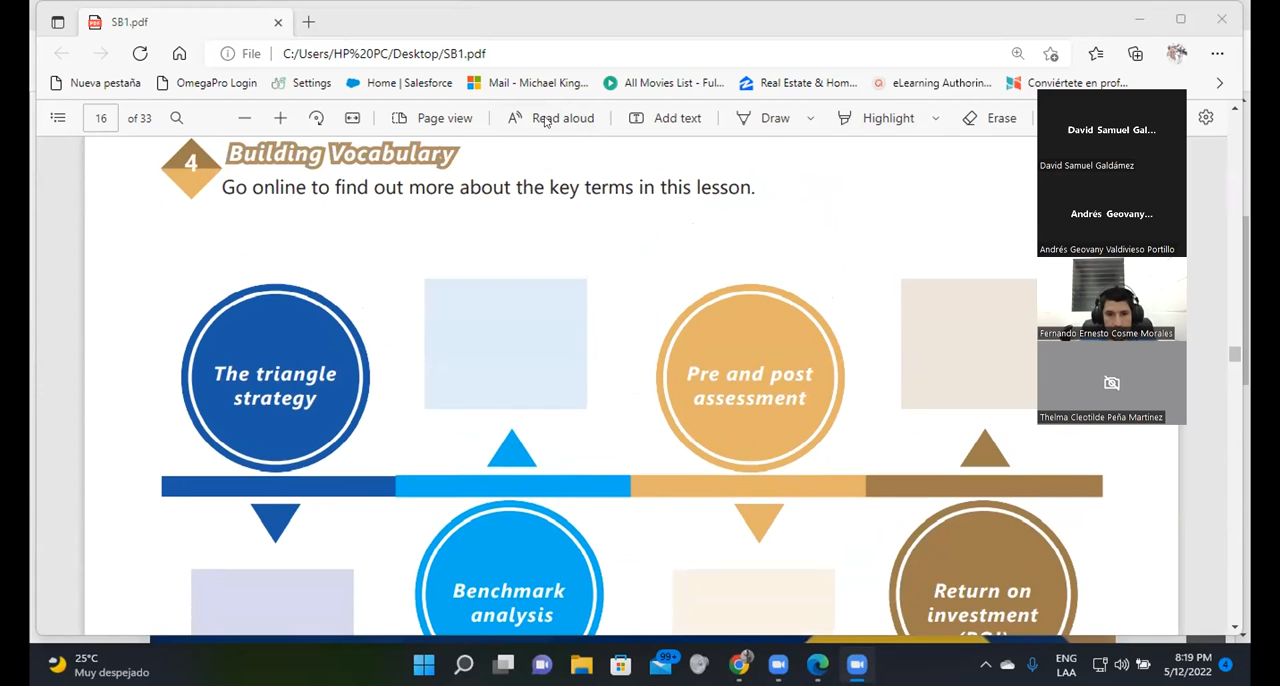 SB1.pdf
File C:/Users/HP%20PC/Desktop/SB1.pdf
Nueva pestaña OmegaPro Login Settings Home | Salesforce Mail - Michael King... All Movies List - Ful... Real Estate & Hom... eLearning Authorin... Conviértete en prof...
16 of 33 Page view Read aloud Add text Draw Highlight Erase
David Samuel Gal...
David Samuel Galdámez
Andrés Geovany...
Andrés Geovany Valdivieso Portillo
Fernando Ernesto Cosme Morales
Thelma Cleotilde Peña Martinez
4 Building Vocabulary
Go online to find out more about the key terms in this lesson.
The triangle
strategy
Pre and post
assessment
Benchmark
analysis
Return on
investment
(ROI)
25°C
Muy despejado
99+
ENG
LAA
8:19 PM
5/12/2022
4